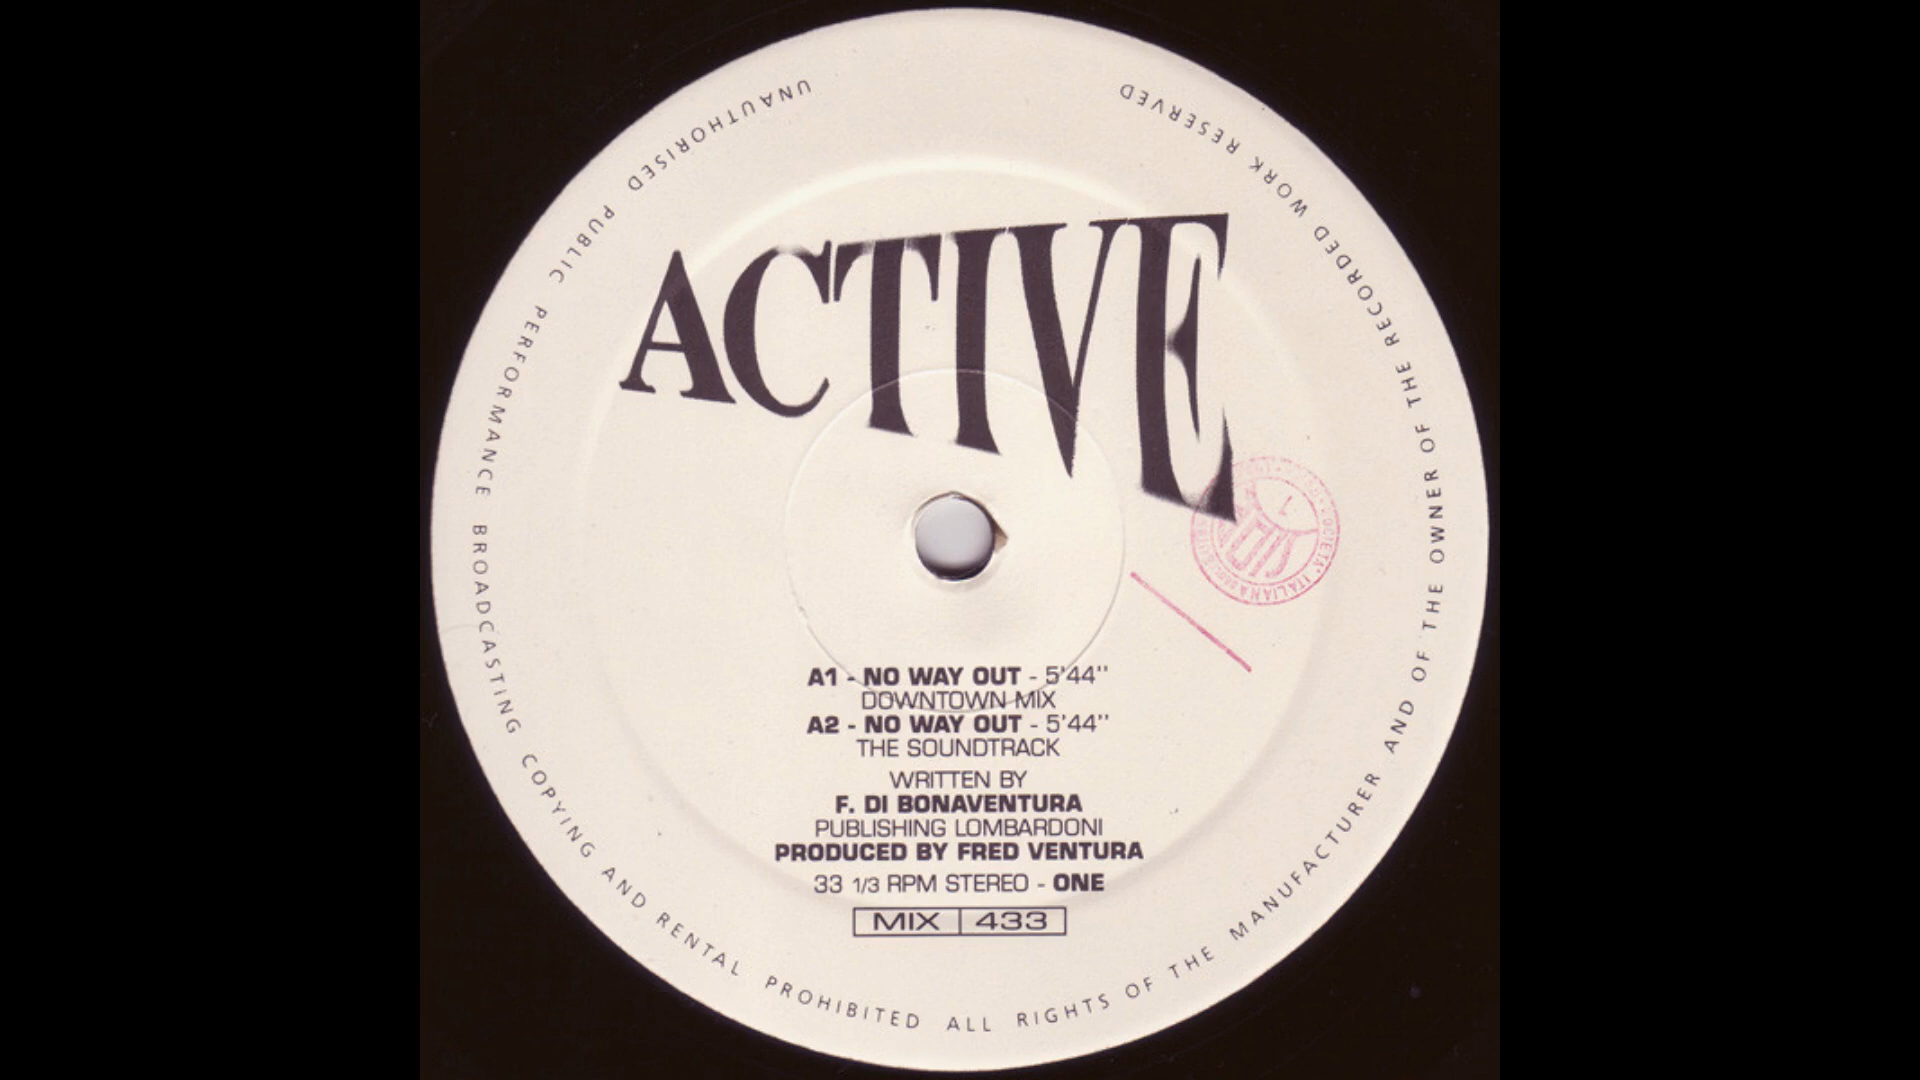 ACTIVE
A1 - NO WAY OUT - 5'44"
DOWNTOWN MIX
A2 - NO WAY OUT - 5'44"
THE SOUNDTRACK
WRITTEN BY
F. DI BONAVENTURA
PUBLISHING LOMBARDONI
PRODUCED BY FRED VENTURA
33 1/3 RPM STEREO - ONE
MIX 433
UNAUTHORISED PUBLIC PERFORMANCE BROADCASTING COPYING AND RENTAL PROHIBITED ALL RIGHTS OF THE MANUFACTURER AND OF THE OWNER OF THE RECORDED WORK RESERVED
SOCIETA' ITALIANA